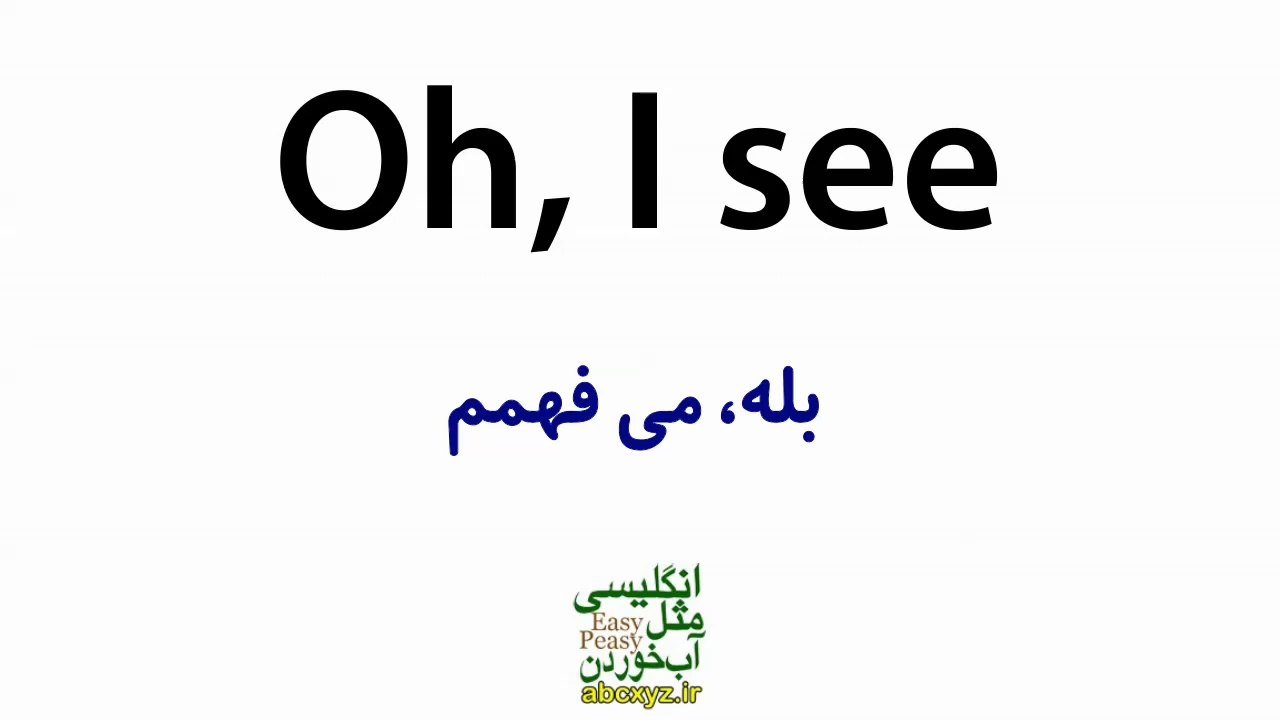 Oh, I see
بله، می فهمم
انگلیسی
مثل Easy
Peasy
آب‌خوردن
abcxyz.ir